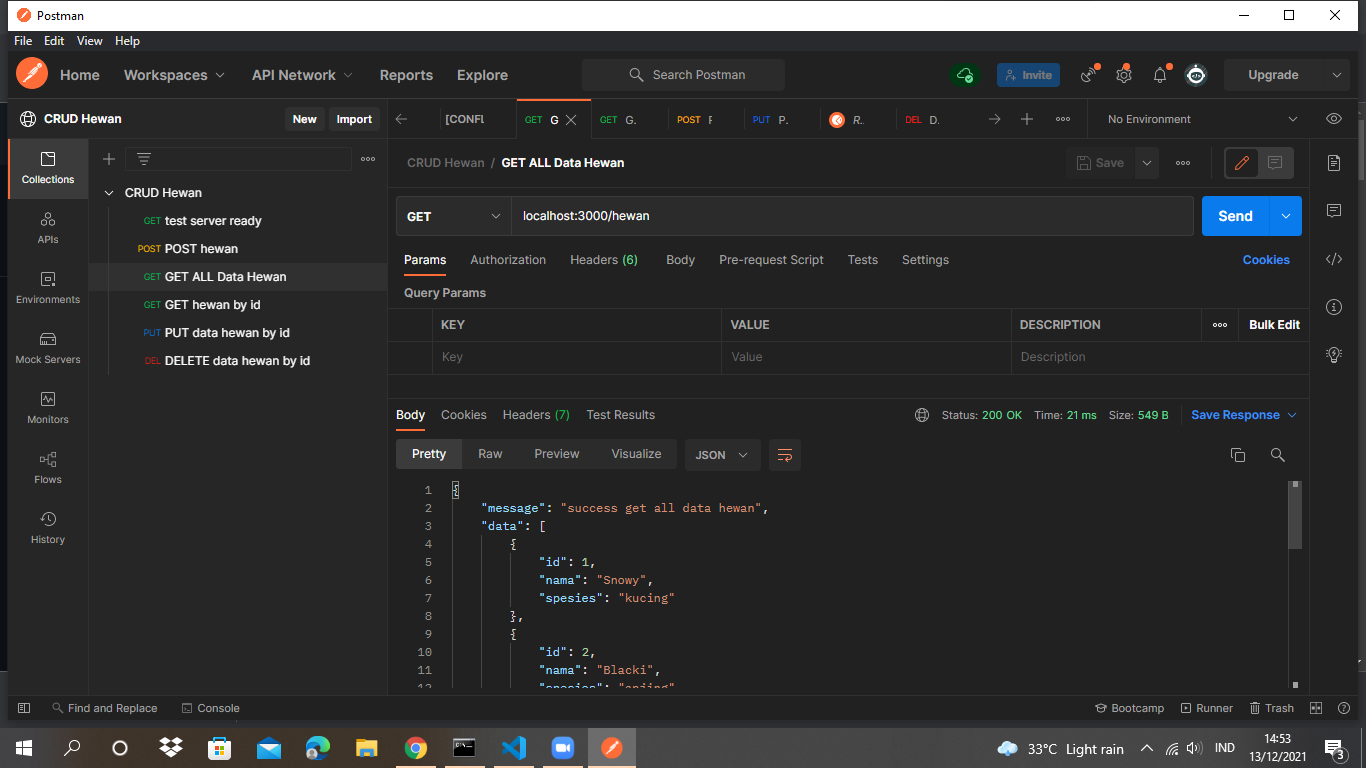 Postman
File Edit View Help
Home Workspaces API Network Reports Explore Search Postman Invite Upgrade
CRUD Hewan New Import [CONFL GET G GET G. POST F PUT P. R. DEL D. No Environment
Collections
APIs
Environments
Mock Servers
Monitors
Flows
History
CRUD Hewan
GET test server ready
POST POST hewan
GET GET ALL Data Hewan
GET GET hewan by id
PUT PUT data hewan by id
DEL DELETE data hewan by id
CRUD Hewan / GET ALL Data Hewan Save
GET localhost:3000/hewan Send
Params Authorization Headers (6) Body Pre-request Script Tests Settings Cookies
Query Params
KEY VALUE DESCRIPTION Bulk Edit
Key Value Description
Body Cookies Headers (7) Test Results Status: 200 OK Time: 21 ms Size: 549 B Save Response
Pretty Raw Preview Visualize JSON
1 {
2 "message": "success get all data hewan",
3 "data": [
4 {
5 "id": 1,
6 "nama": "Snowy",
7 "spesies": "kucing"
8 },
9 {
10 "id": 2,
11 "nama": "Blacki",
12 "spesies": "anjing"
Find and Replace Console Bootcamp Runner Trash
33°C Light rain IND 14:53
13/12/2021 3